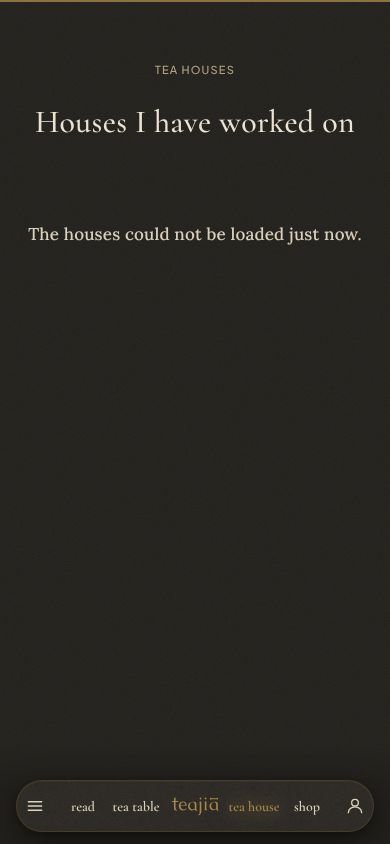 TEA HOUSES
Houses I have worked on
The houses could not be loaded just now.
read tea table teajiā tea house shop